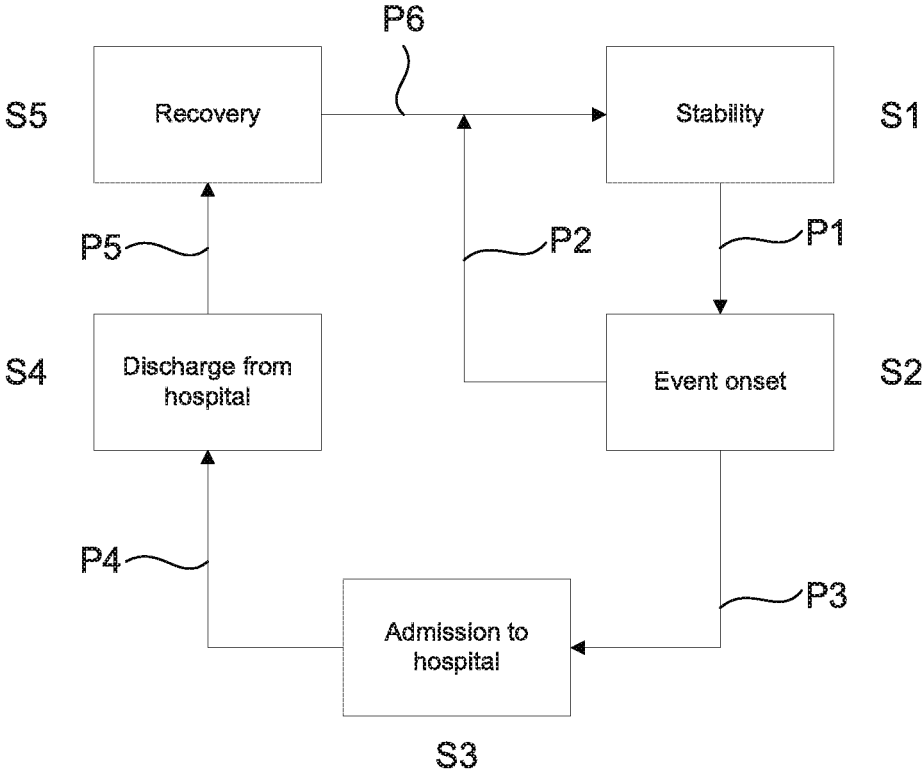 P6
S5
Recovery
Stability
S1
P5
P2
P1
S4
Discharge from
hospital
Event onset
S2
P4
P3
Admission to
hospital
S3